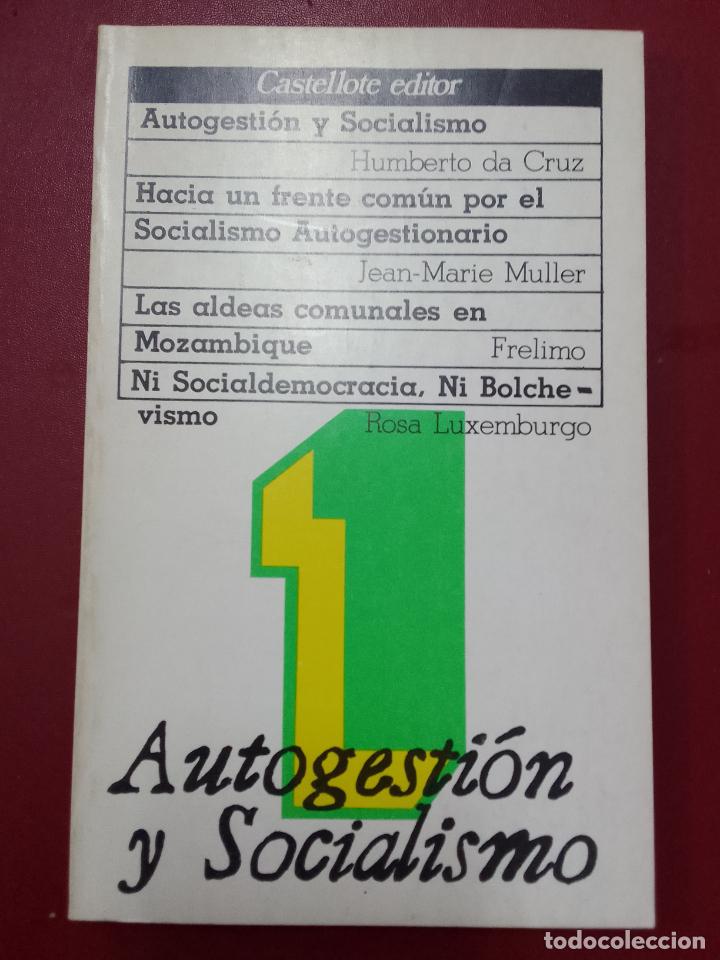 Castellote editor
Autogestión y Socialismo
Humberto da Cruz
Hacia un frente común por el
Socialismo Autogestionario
Jean-Marie Muller
Las aldeas comunales en
Mozambique Frelimo
Ni Socialdemocracia, Ni Bolche-
vismo Rosa Luxemburgo
1
Autogestión
y Socialismo
todocoleccion